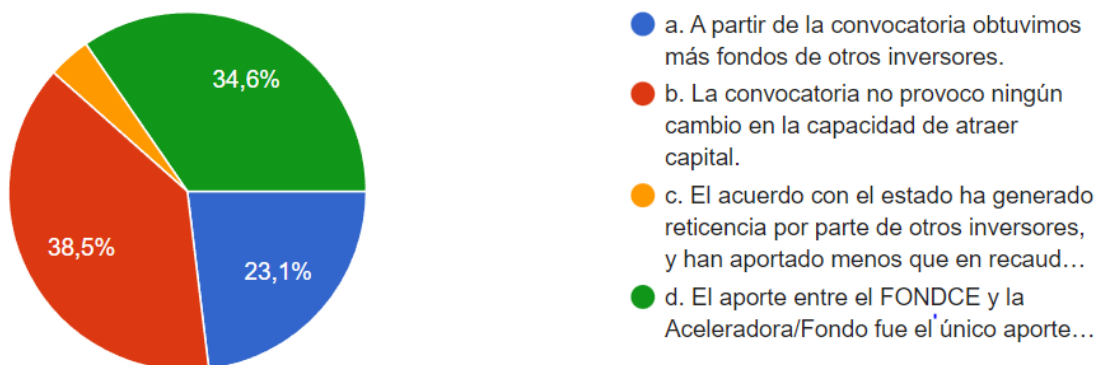 34,6%
38,5%
23,1%
a. A partir de la convocatoria obtuvimos
más fondos de otros inversores.
b. La convocatoria no provoco ningún
cambio en la capacidad de atraer
capital.
c. El acuerdo con el estado ha generado
reticencia por parte de otros inversores,
y han aportado menos que en recaud…
d. El aporte entre el FONDCE y la
Aceleradora/Fondo fue el único aporte…